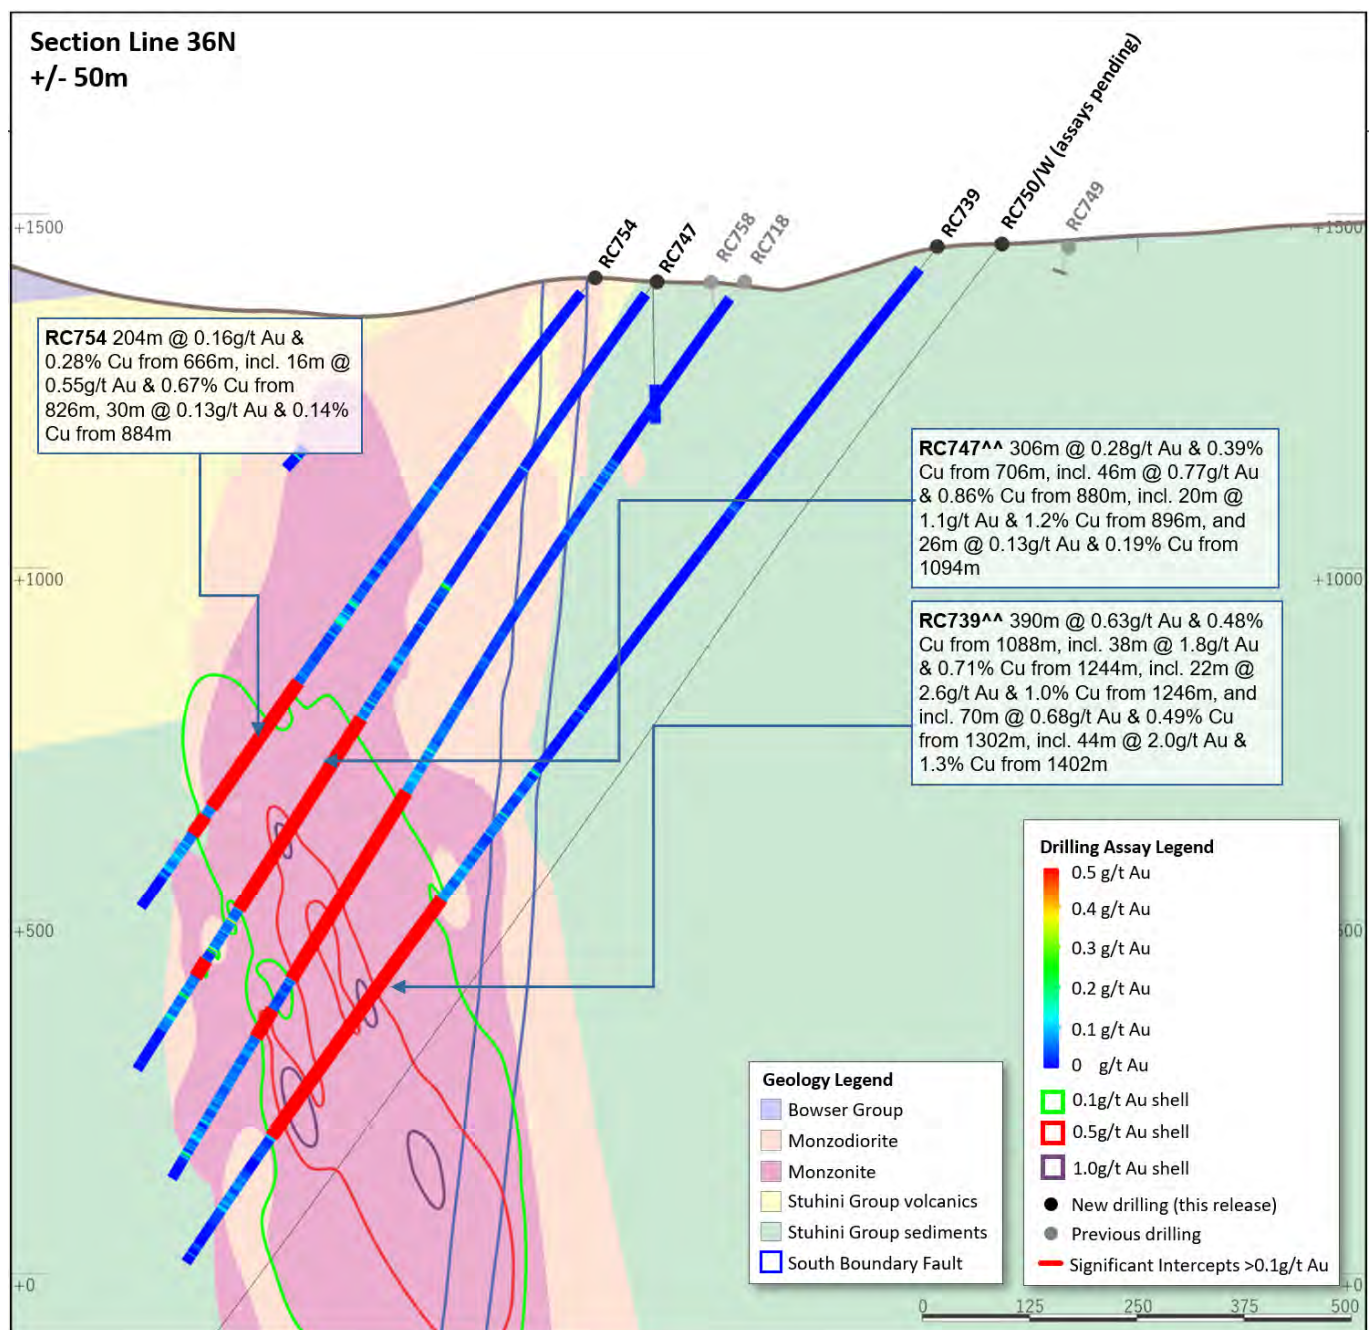 Section Line 36N
+/- 50m
RC754
RC747
RC758
RC718
RC739
RC750/W (assays pending)
RC749
+1500
+1500
RC754 204m @ 0.16g/t Au &
0.28% Cu from 666m, incl. 16m @
0.55g/t Au & 0.67% Cu from
826m, 30m @ 0.13g/t Au & 0.14%
Cu from 884m
RC747^^ 306m @ 0.28g/t Au & 0.39%
Cu from 706m, incl. 46m @ 0.77g/t Au
& 0.86% Cu from 880m, incl. 20m @
1.1g/t Au & 1.2% Cu from 896m, and
26m @ 0.13g/t Au & 0.19% Cu from
1094m
+1000
+1000
RC739^^ 390m @ 0.63g/t Au & 0.48%
Cu from 1088m, incl. 38m @ 1.8g/t Au
& 0.71% Cu from 1244m, incl. 22m @
2.6g/t Au & 1.0% Cu from 1246m, and
incl. 70m @ 0.68g/t Au & 0.49% Cu
from 1302m, incl. 44m @ 2.0g/t Au &
1.3% Cu from 1402m
+500
500
Drilling Assay Legend
0.5 g/t Au
0.4 g/t Au
0.3 g/t Au
0.2 g/t Au
0.1 g/t Au
0 g/t Au
0.1g/t Au shell
0.5g/t Au shell
1.0g/t Au shell
New drilling (this release)
Previous drilling
Significant Intercepts >0.1g/t Au
Geology Legend
Bowser Group
Monzodiorite
Monzonite
Stuhini Group volcanics
Stuhini Group sediments
South Boundary Fault
+0
+0
0 125 250 375 500